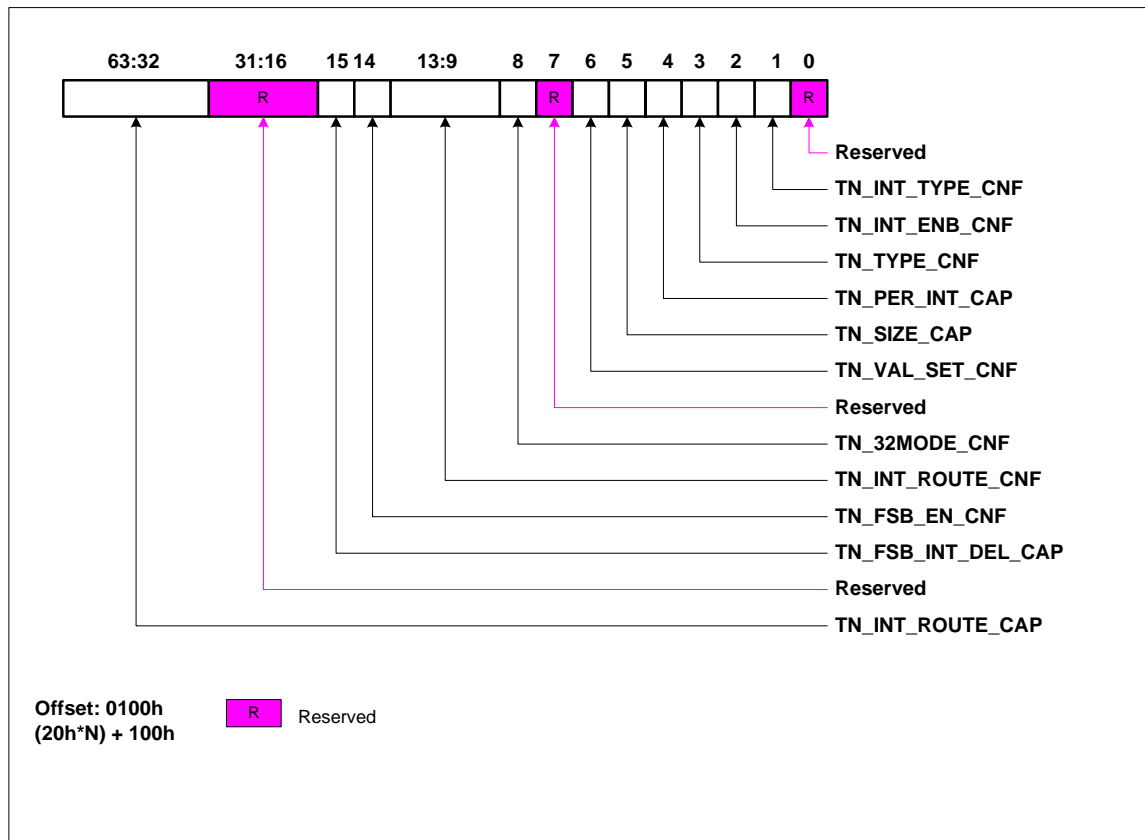 63:32 31:16 15 14 13:9 8 7 6 5 4 3 2 1 0
R R R
Reserved
TN_INT_TYPE_CNF
TN_INT_ENB_CNF
TN_TYPE_CNF
TN_PER_INT_CAP
TN_SIZE_CAP
TN_VAL_SET_CNF
Reserved
TN_32MODE_CNF
TN_INT_ROUTE_CNF
TN_FSB_EN_CNF
TN_FSB_INT_DEL_CAP
Reserved
TN_INT_ROUTE_CAP
Offset: 0100h
(20h*N) + 100h
R Reserved